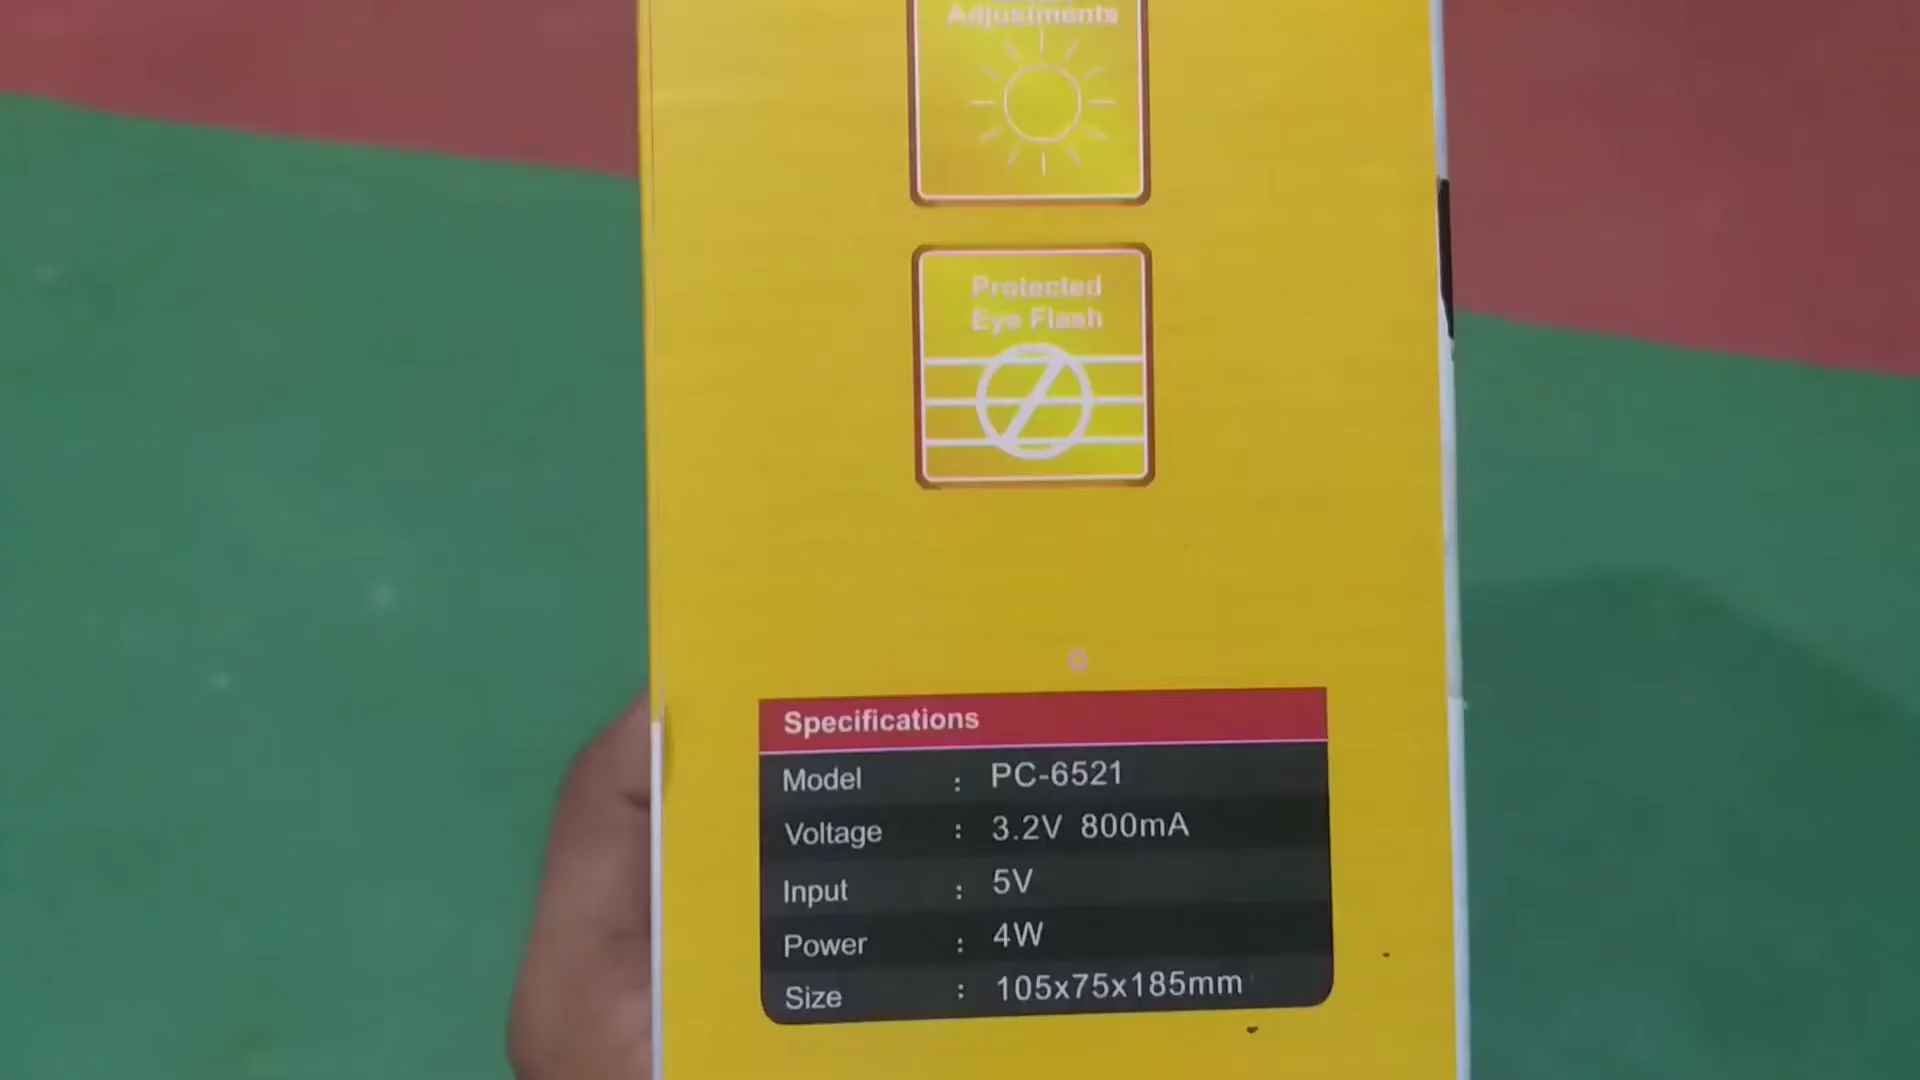 Adjustments
Protected
Eye Flash
Specifications
Model : PC-6521
Voltage : 3.2V 800mA
Input : 5V
Power : 4W
Size : 105x75x185mm